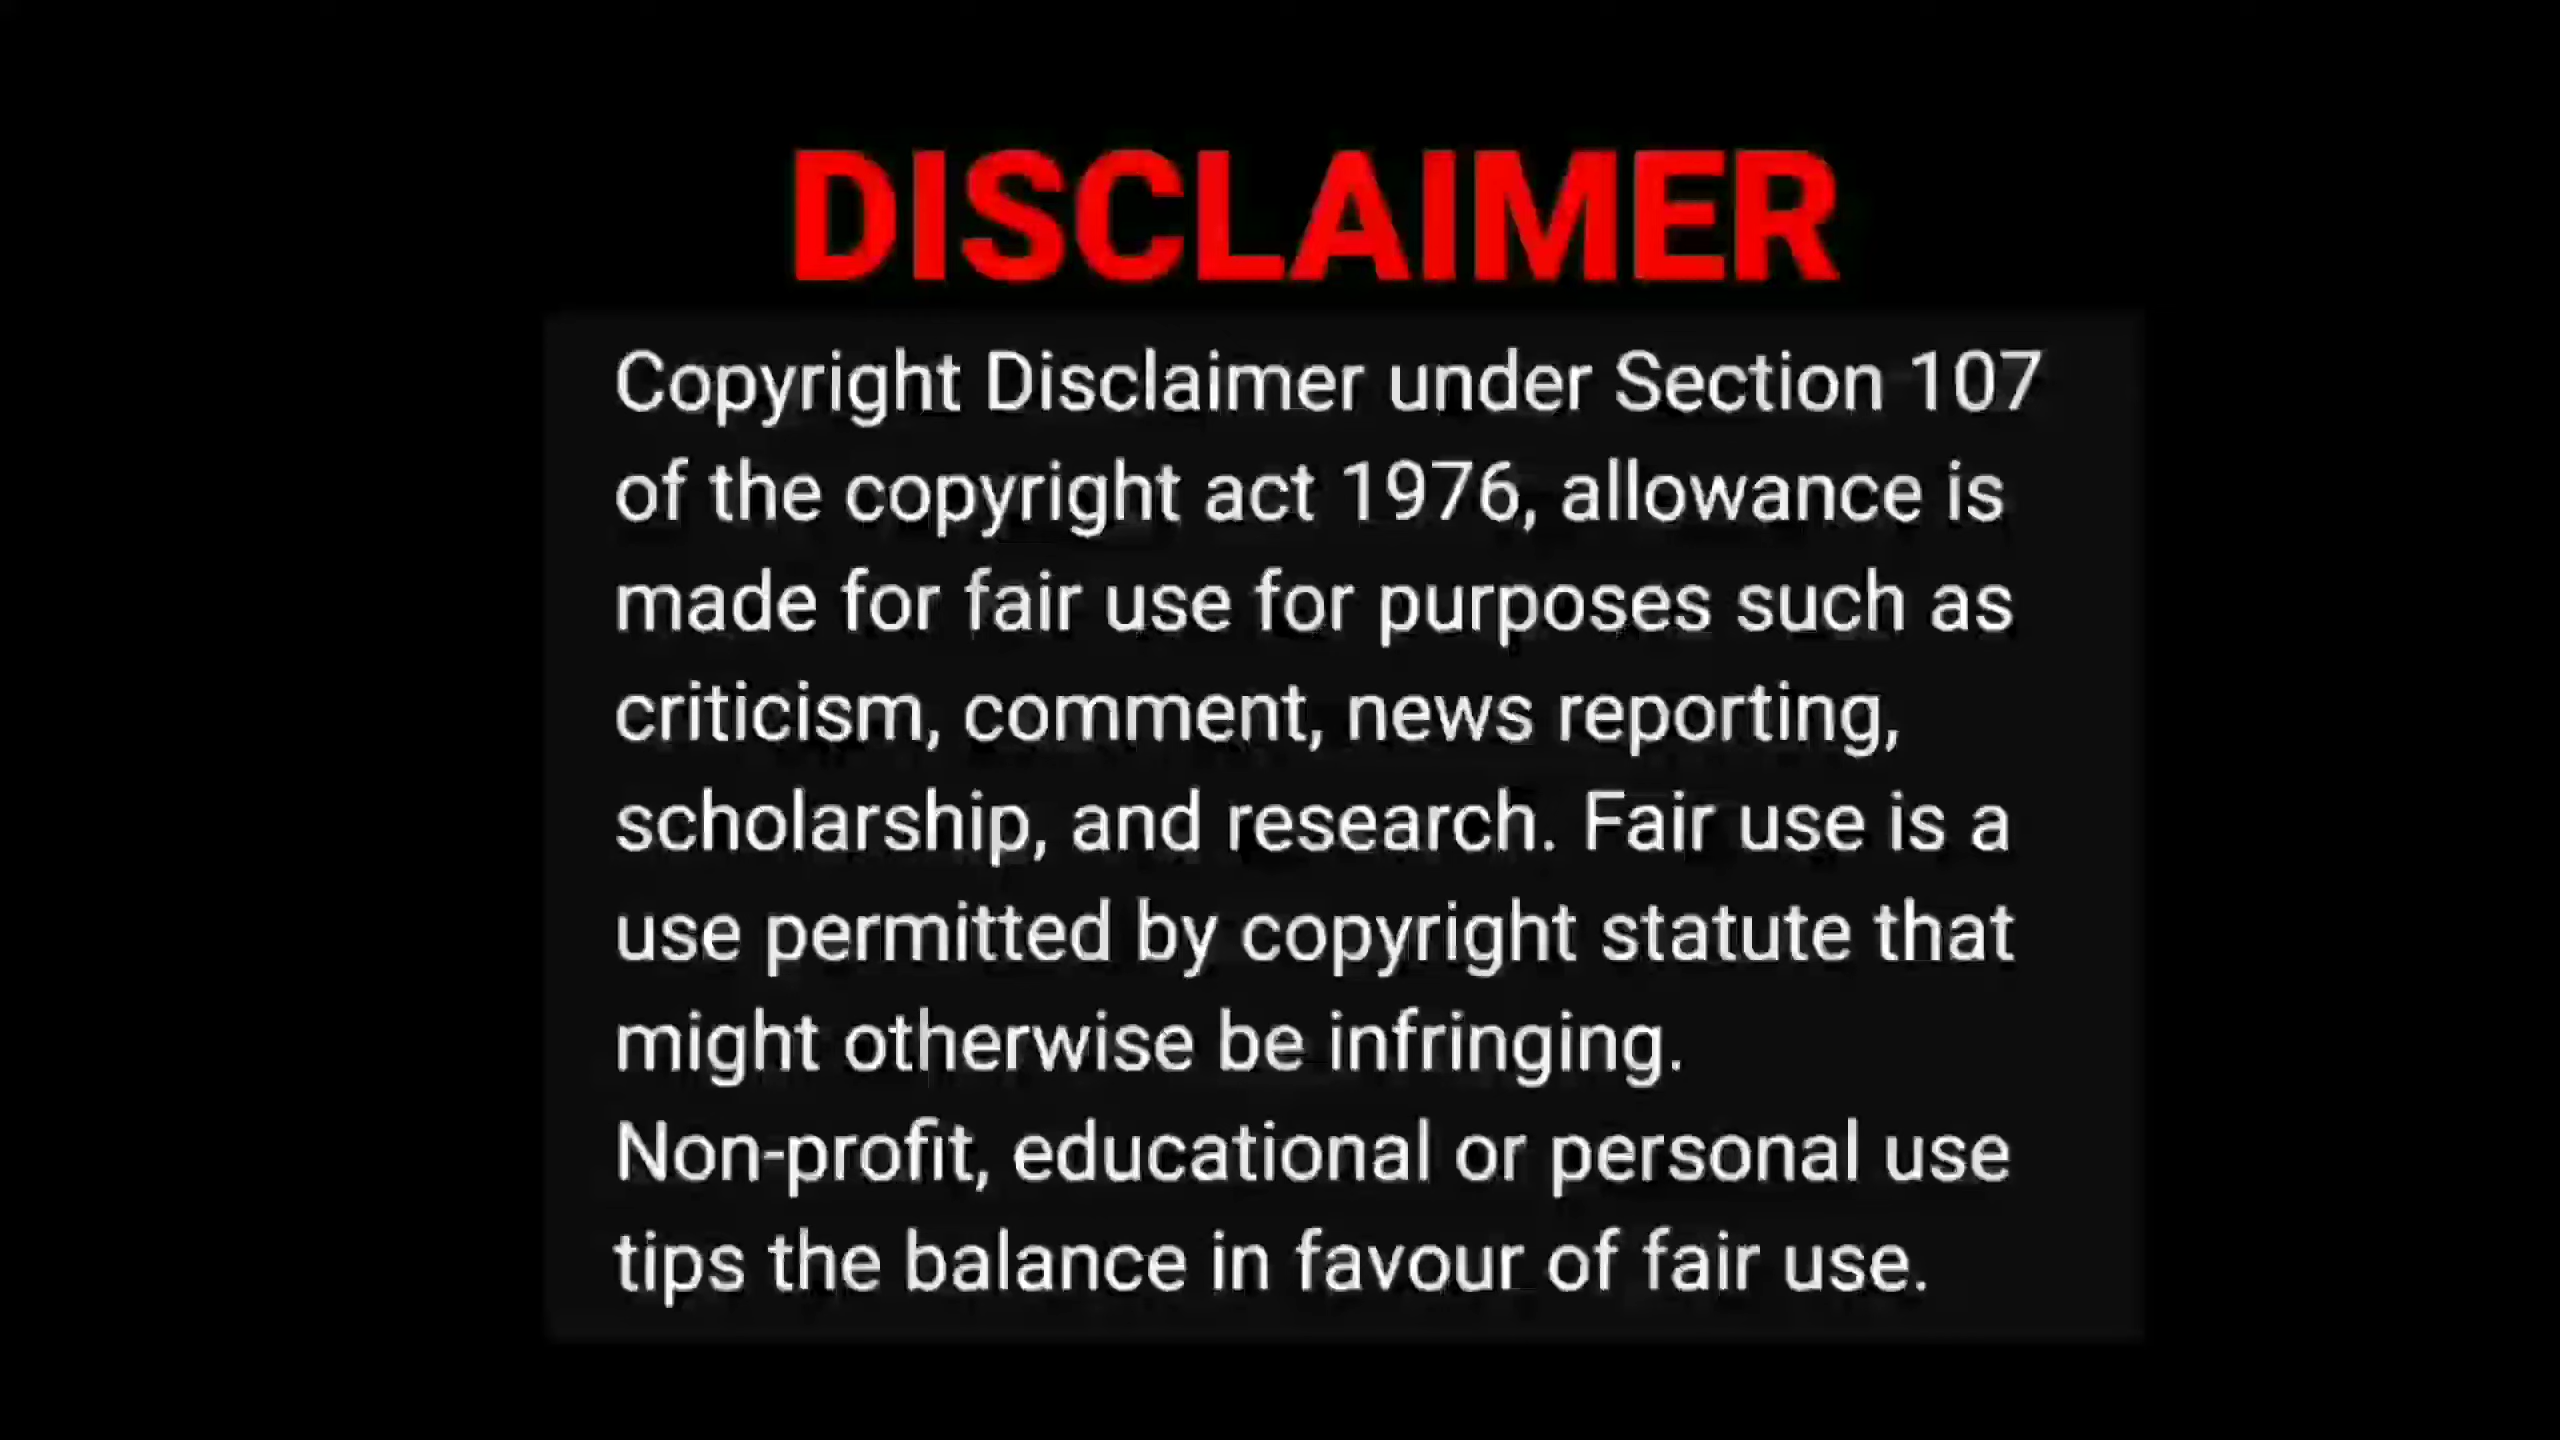 DISCLAIMER
Copyright Disclaimer under Section 107
of the copyright act 1976, allowance is
made for fair use for purposes such as
criticism, comment, news reporting,
scholarship, and research. Fair use is a
use permitted by copyright statute that
might otherwise be infringing.
Non-profit, educational or personal use
tips the balance in favour of fair use.